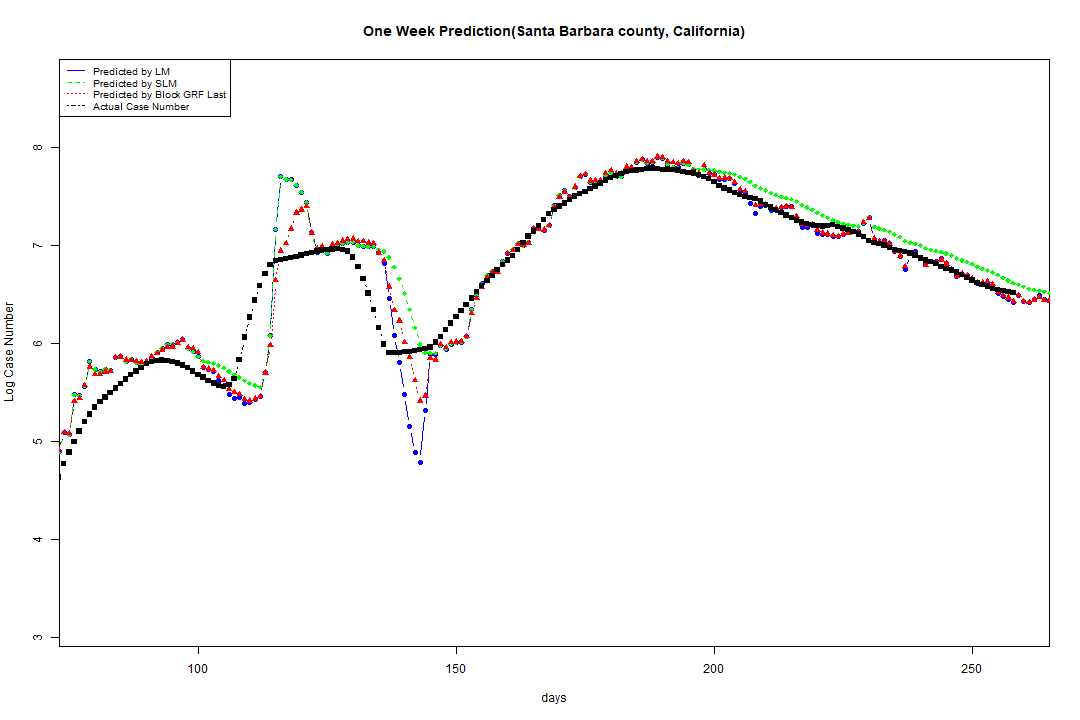 One Week Prediction(Santa Barbara county, California)
Predicted by LM
Predicted by SLM
Predicted by Block GRF Last
Actual Case Number
Log Case Number
8
7
6
5
4
3
100
150
200
250
days